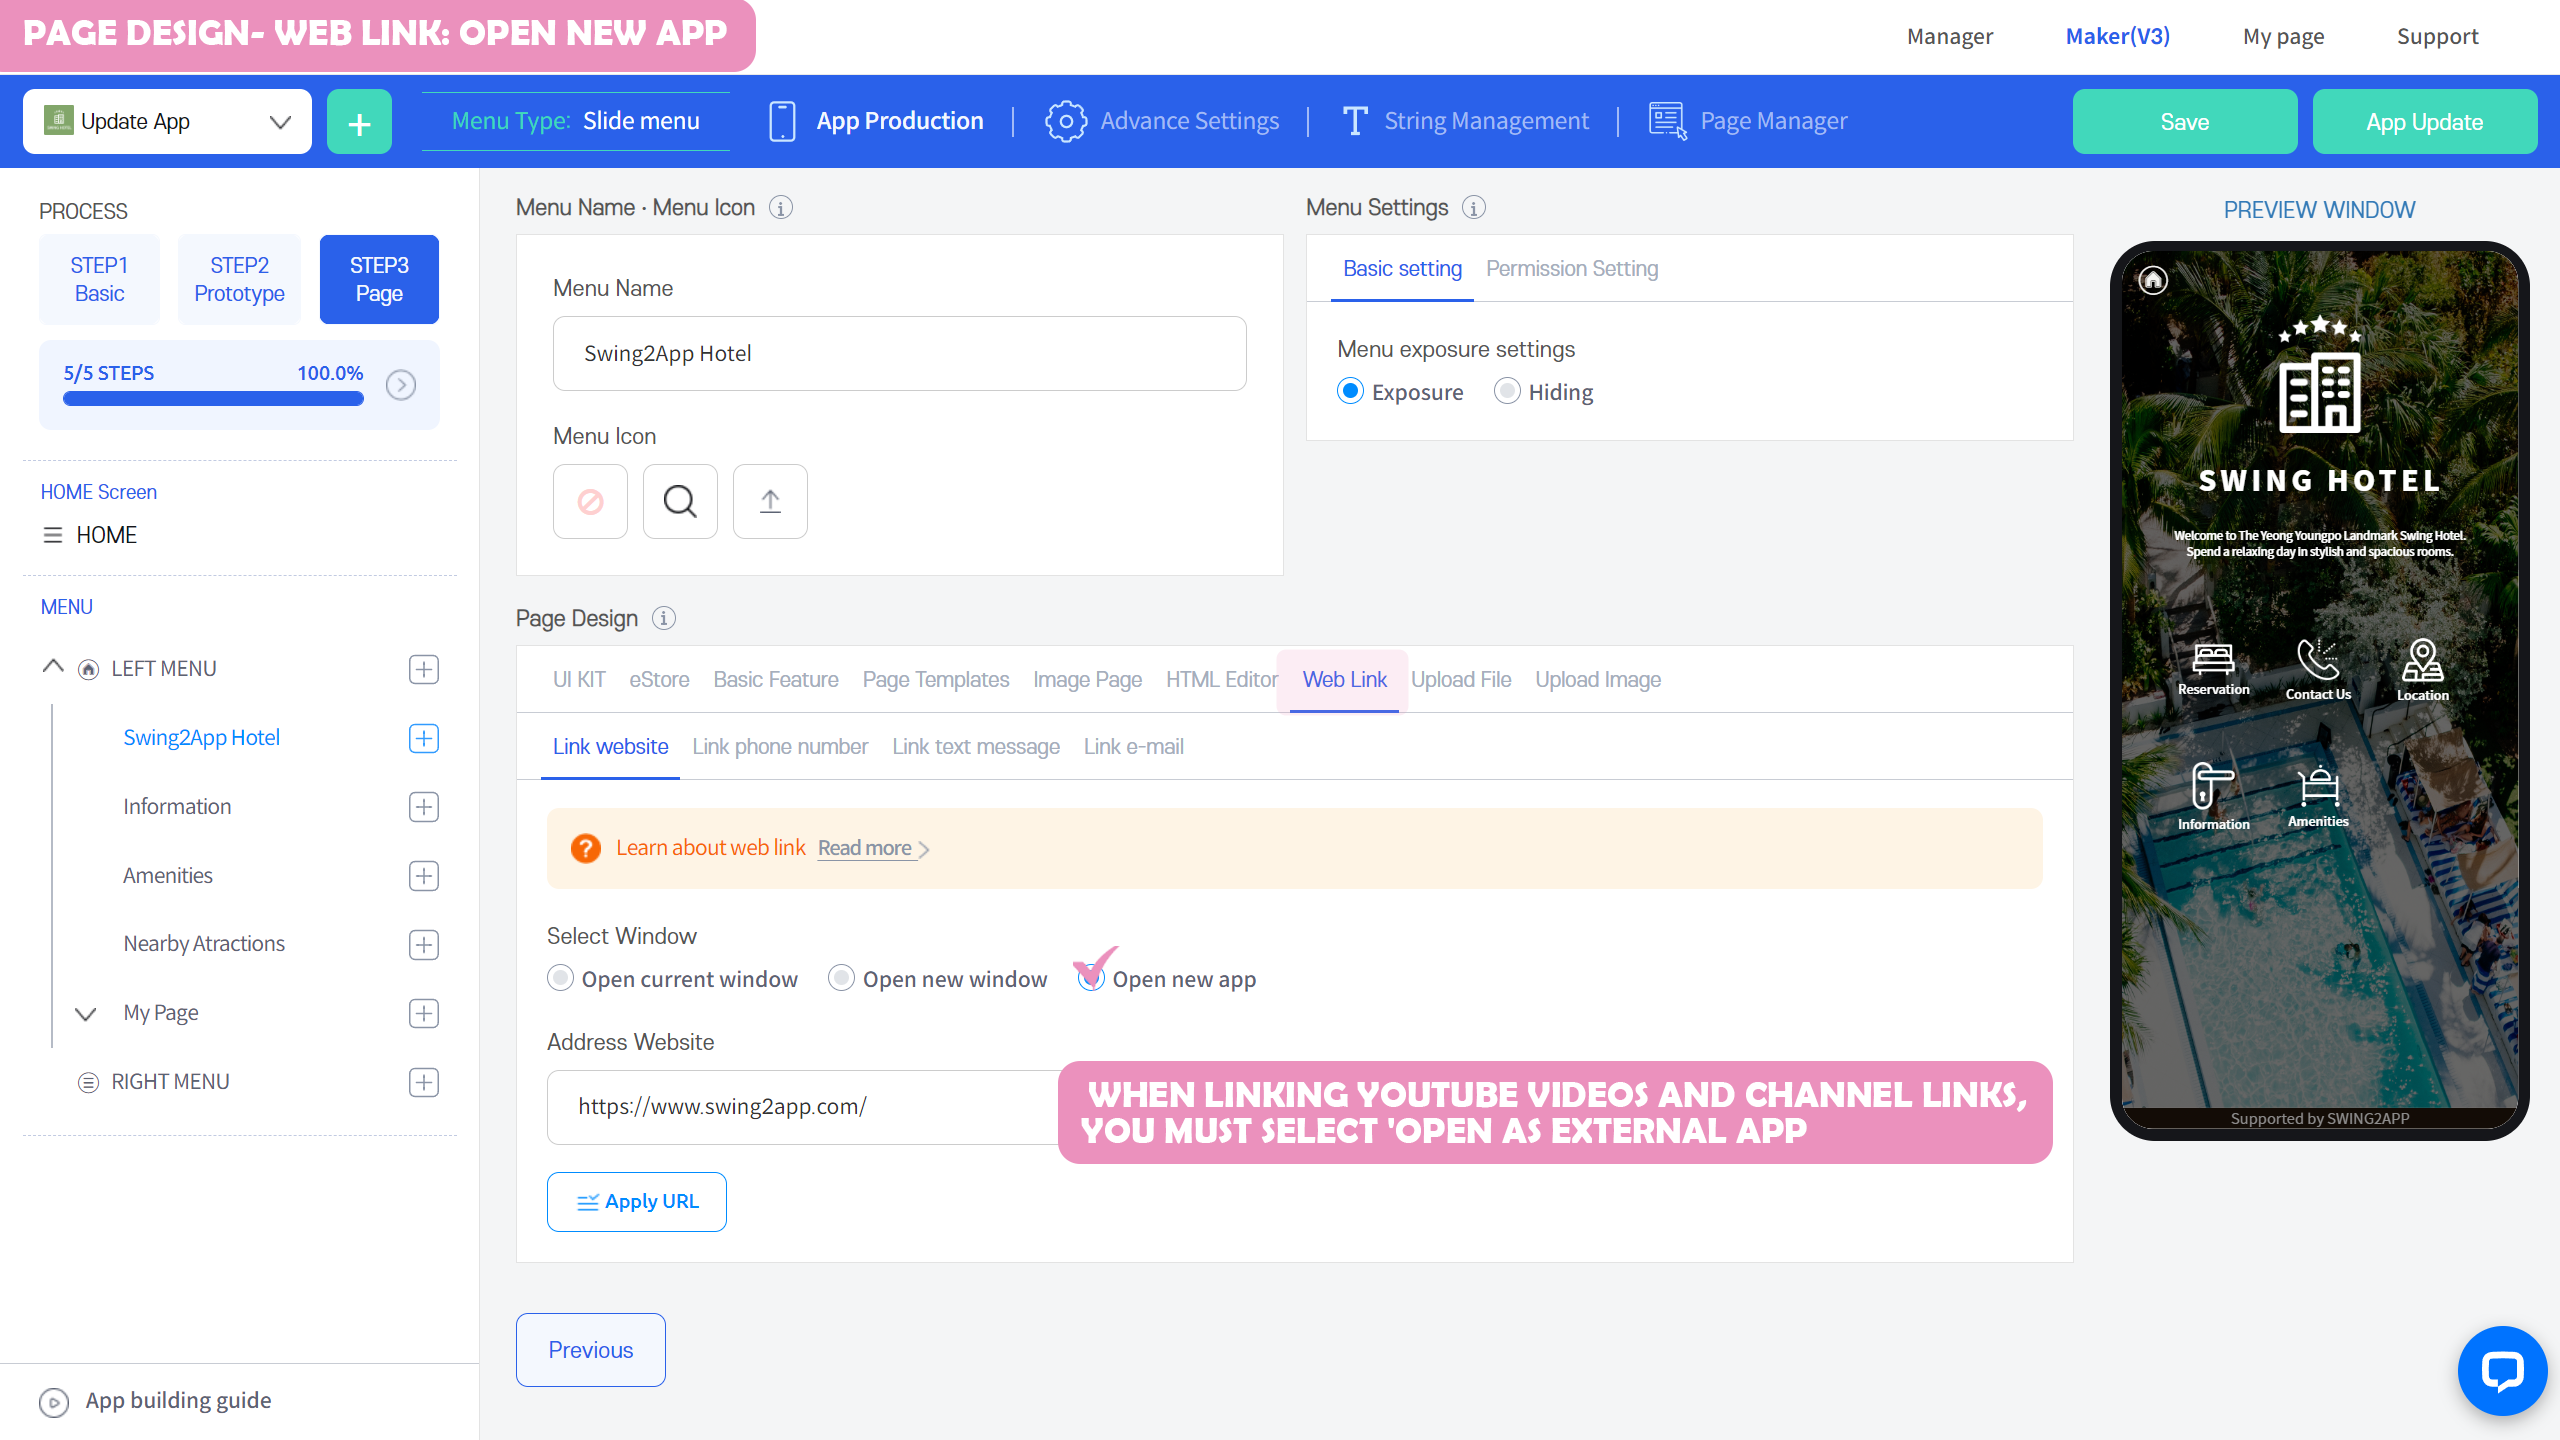 PAGE DESIGN- WEB LINK: OPEN NEW APP
Manager
Maker(V3)
My page
Support
Update App
+
Menu Type: Slide menu
App Production
Advance Settings
String Management
Page Manager
Save
App Update
PROCESS
STEP1
Basic
STEP2
Prototype
STEP3
Page
5/5 STEPS
100.0%
HOME Screen
HOME
MENU
LEFT MENU
Swing2App Hotel
Information
Amenities
Nearby Atractions
My Page
RIGHT MENU
App building guide
Menu Name · Menu Icon
Menu Name
Swing2App Hotel
Menu Icon
Menu Settings
Basic setting
Permission Setting
Menu exposure settings
Exposure
Hiding
Page Design
UI KIT
eStore
Basic Feature
Page Templates
Image Page
HTML Editor
Web Link
Upload File
Upload Image
Link website
Link phone number
Link text message
Link e-mail
Learn about web link
Read more
Select Window
Open current window
Open new window
Open new app
Address Website
https://www.swing2app.com/
WHEN LINKING YOUTUBE VIDEOS AND CHANNEL LINKS,
YOU MUST SELECT 'OPEN AS EXTERNAL APP
Apply URL
Previous
PREVIEW WINDOW
SWING HOTEL
Welcome to The Yeong Youngpo Landmark Swing Hotel.
Spend a relaxing day in stylish and spacious rooms.
Reservation
Contact Us
Location
Information
Amenities
Supported by SWING2APP